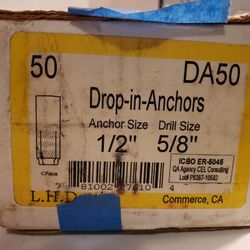 50
DA50
Drop-in-Anchors
Anchor Size Drill Size
1/2" 5/8"
ICBO ER-5045
QA Agency CEL Consulting
L.H.D
Commerce, CA